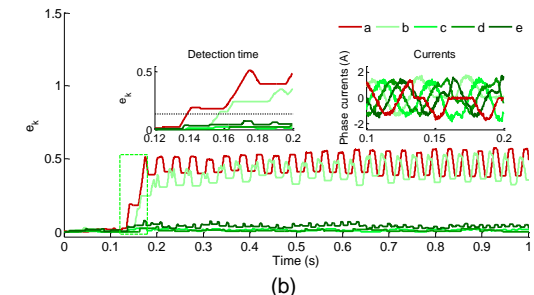 a b c d e
1.5
1
0.5
0
e_k
0 0.1 0.2 0.3 0.4 0.5 0.6 0.7 0.8 0.9 1
Time (s)
Detection time
0.5
0
e_k
0.12 0.14 0.16 0.18 0.2
Currents
Phase currents (A)
2
0
-2
0.1 0.15 0.2
(b)